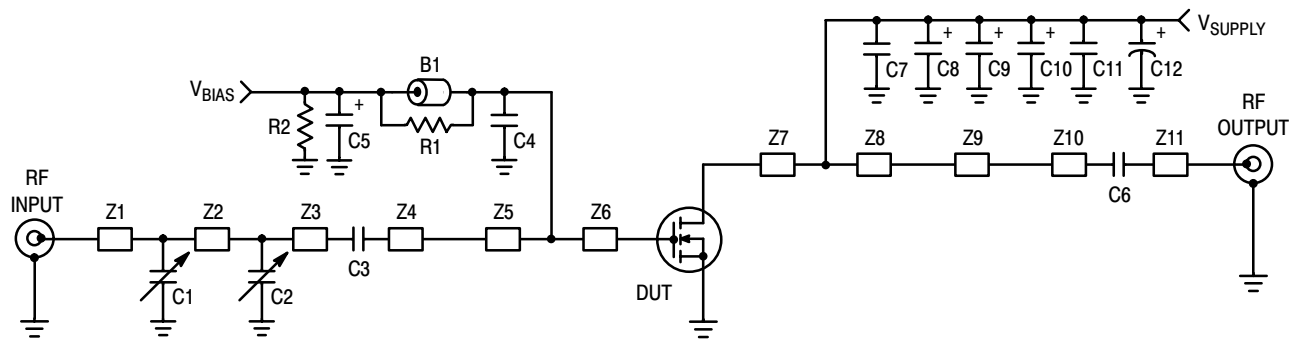 V_SUPPLY
C7
+
C8
+
C9
+
C10
C11
+
C12
B1
V_BIAS
R2
+
C5
R1
C4
RF
OUTPUT
Z7
Z8
Z9
Z10
Z11
C6
RF
INPUT
Z1
Z2
Z3
Z4
Z5
Z6
C3
C1
C2
DUT